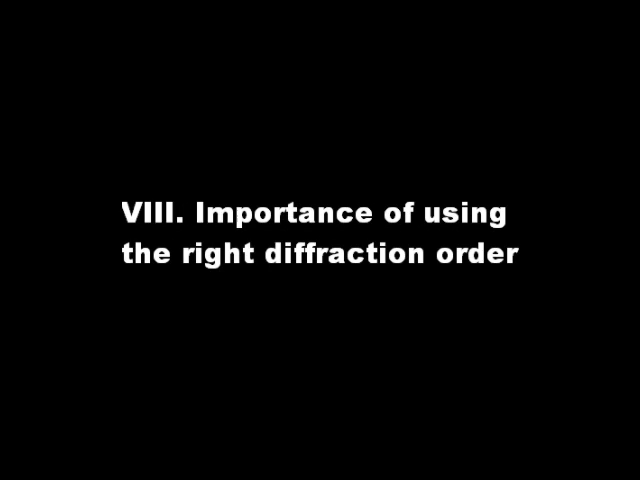 VIII. Importance of using
the right diffraction order